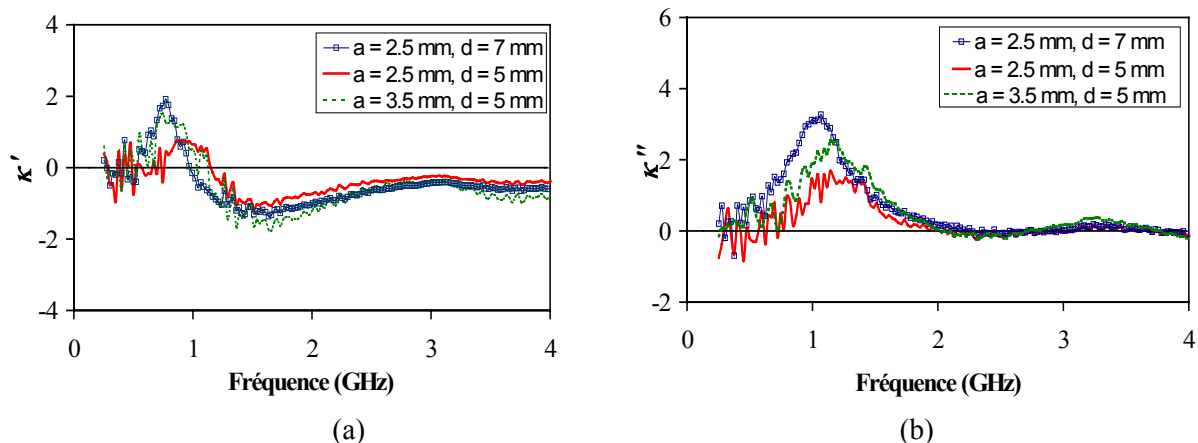 4
2
0
-2
-4
κ′
a = 2.5 mm, d = 7 mm
a = 2.5 mm, d = 5 mm
a = 3.5 mm, d = 5 mm
0 1 2 3 4
Fréquence (GHz)
(a)
6
4
2
0
-2
κ″
a = 2.5 mm, d = 7 mm
a = 2.5 mm, d = 5 mm
a = 3.5 mm, d = 5 mm
0 1 2 3 4
Fréquence (GHz)
(b)